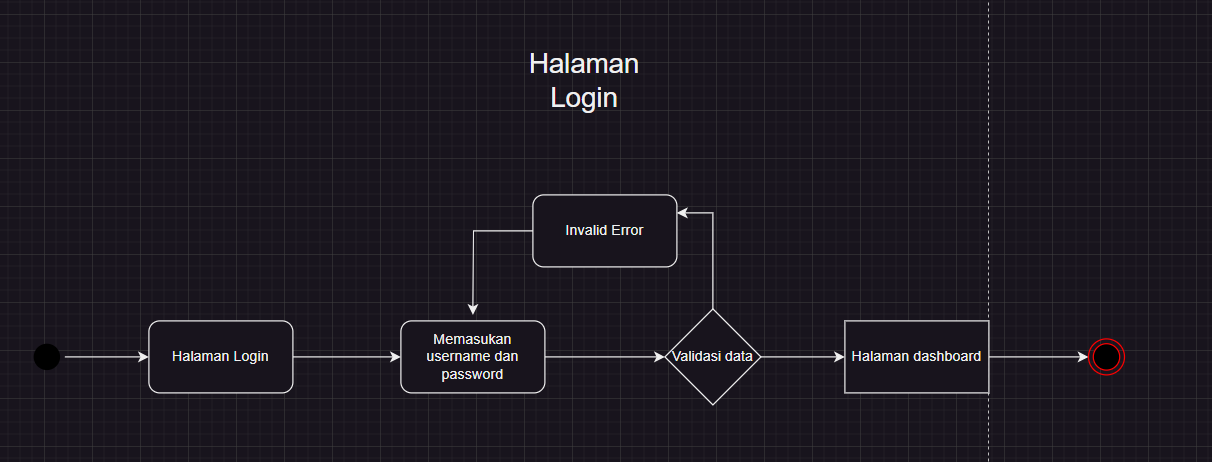 Halaman
Login
Invalid Error
Halaman Login
Memasukan
username dan
password
Validasi data
Halaman dashboard